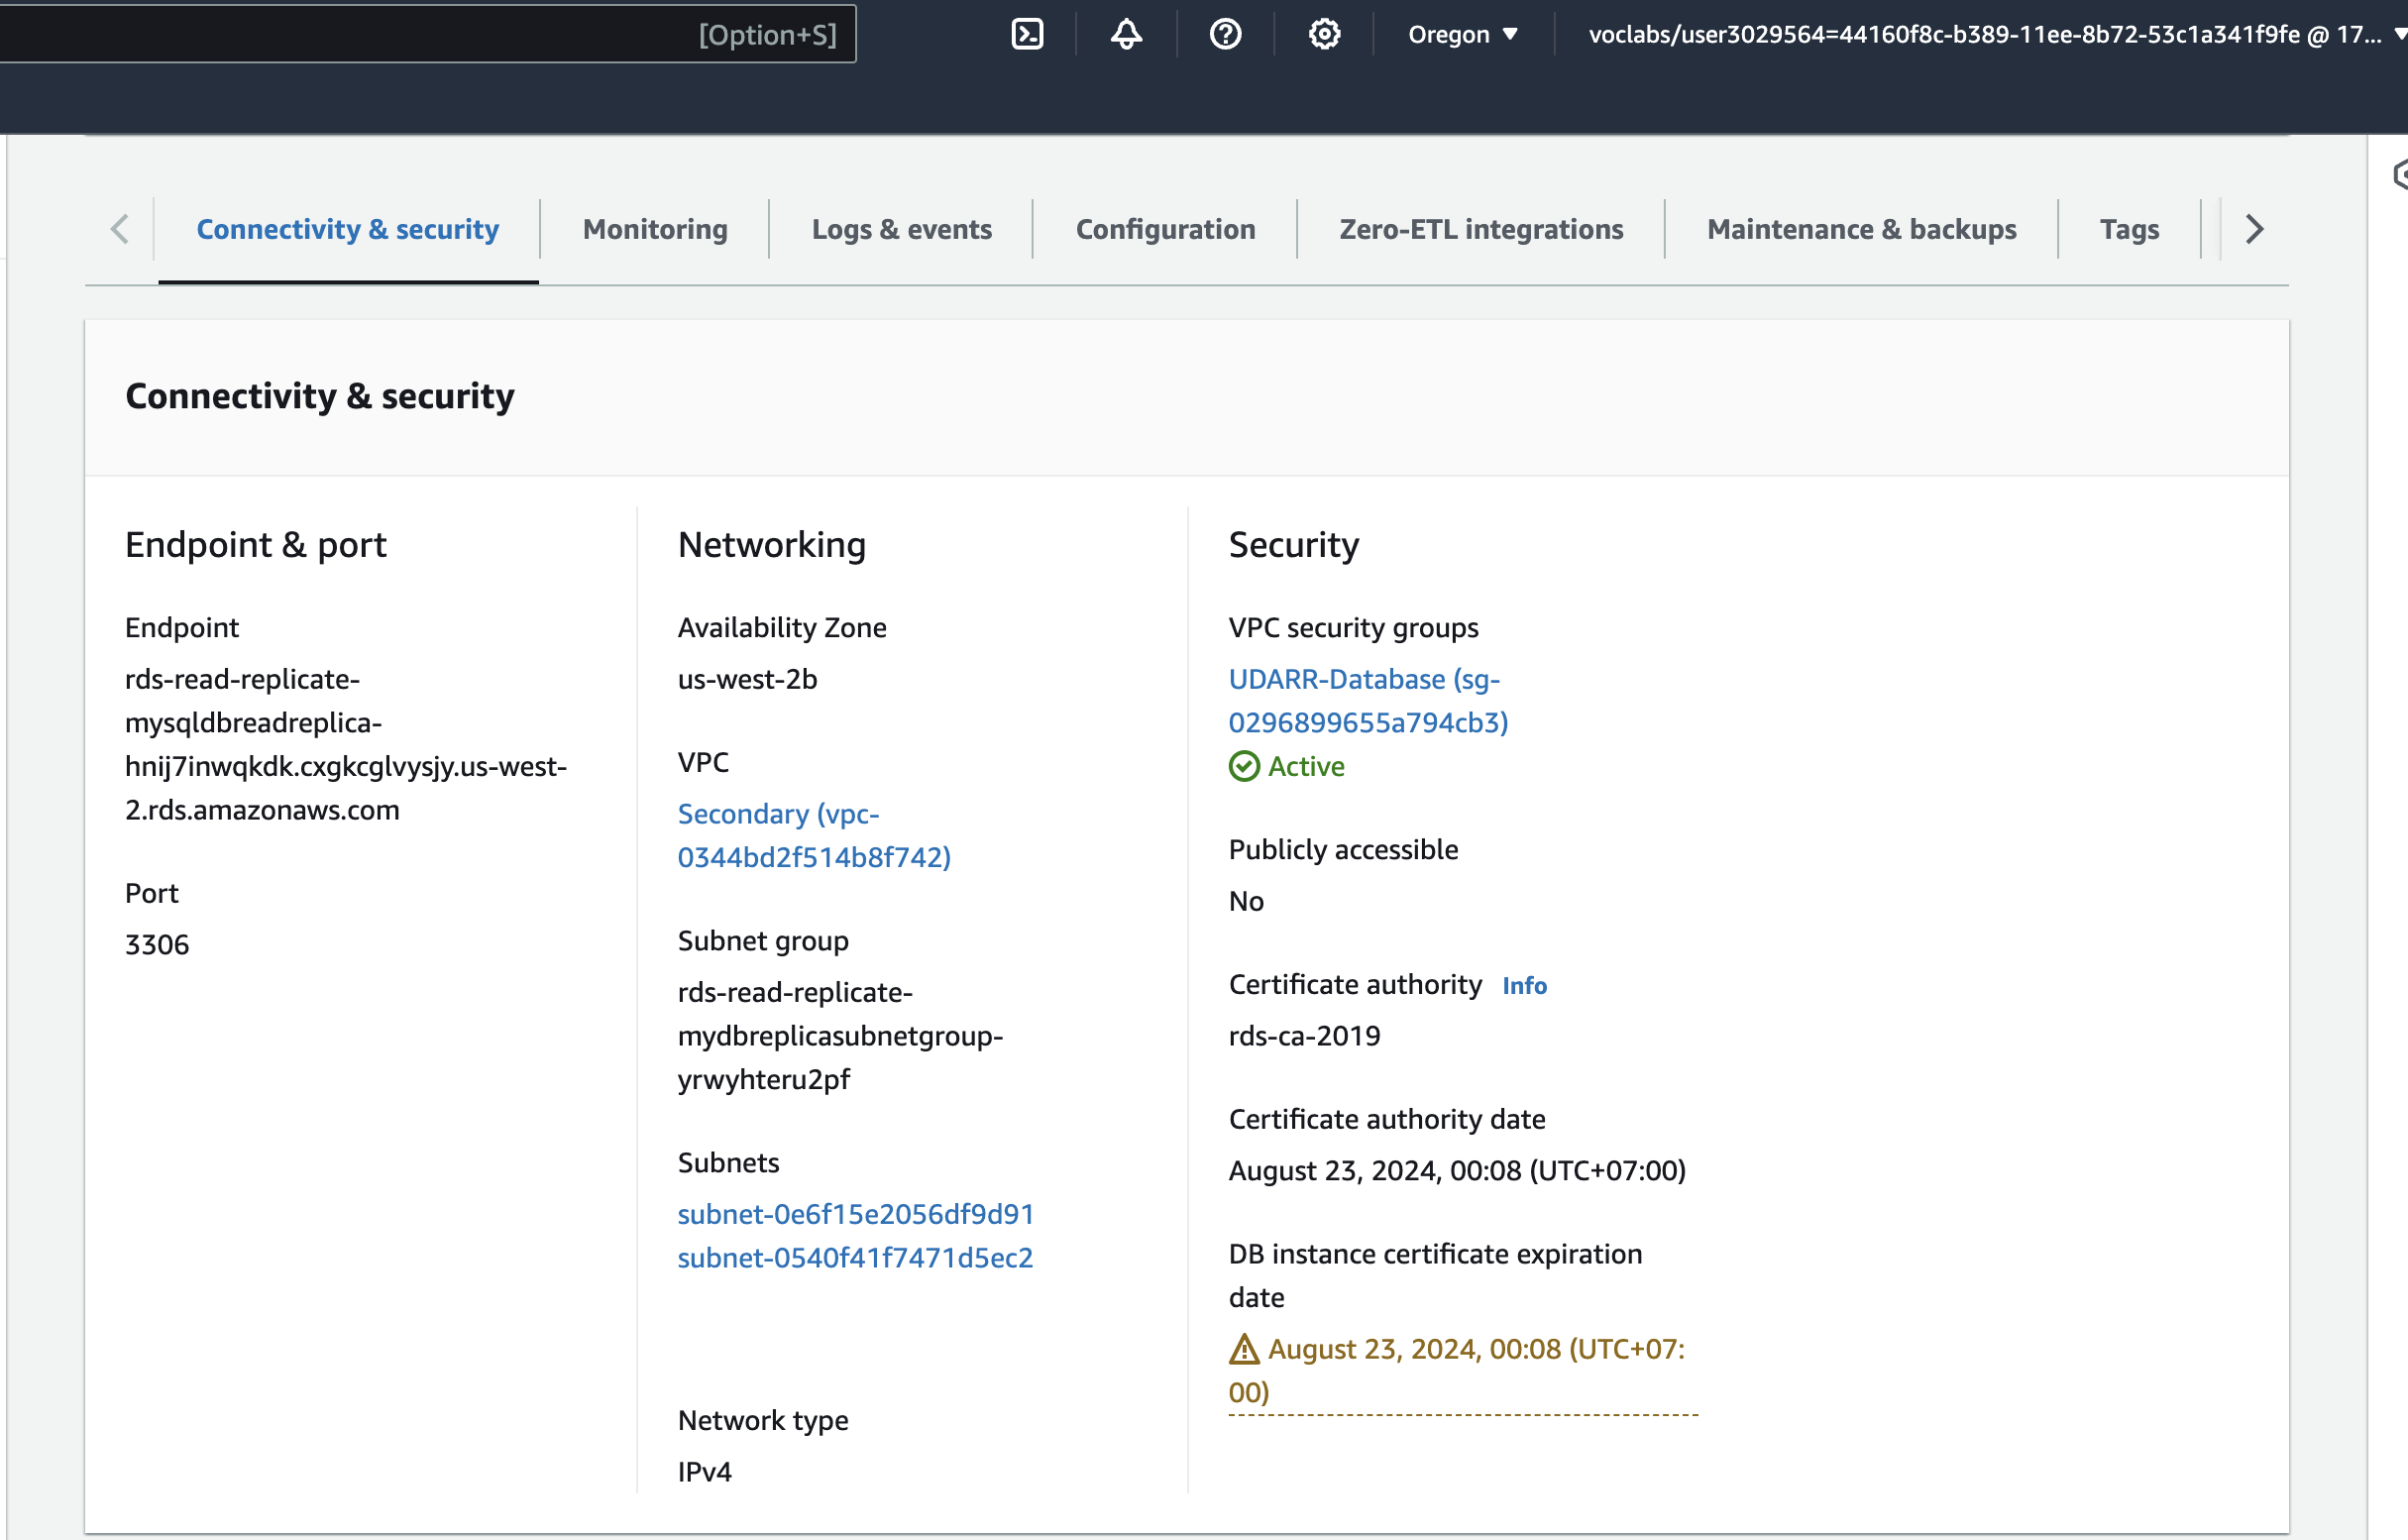 [Option+S]
Oregon
voclabs/user3029564=44160f8c-b389-11ee-8b72-53c1a341f9fe @ 17...
Connectivity & security
Monitoring
Logs & events
Configuration
Zero-ETL integrations
Maintenance & backups
Tags
Connectivity & security
Endpoint & port
Endpoint
rds-read-replicate-
mysqldbreadreplica-
hnij7inwqkdk.cxgkcglvysjy.us-west-
2.rds.amazonaws.com
Port
3306
Networking
Availability Zone
us-west-2b
VPC
Secondary (vpc-
0344bd2f514b8f742)
Subnet group
rds-read-replicate-
mydbreplicasubnetgroup-
yrwyhteru2pf
Subnets
subnet-0e6f15e2056df9d91
subnet-0540f41f7471d5ec2
Network type
IPv4
Security
VPC security groups
UDARR-Database (sg-
0296899655a794cb3)
Active
Publicly accessible
No
Certificate authority Info
rds-ca-2019
Certificate authority date
August 23, 2024, 00:08 (UTC+07:00)
DB instance certificate expiration
date
August 23, 2024, 00:08 (UTC+07:
00)